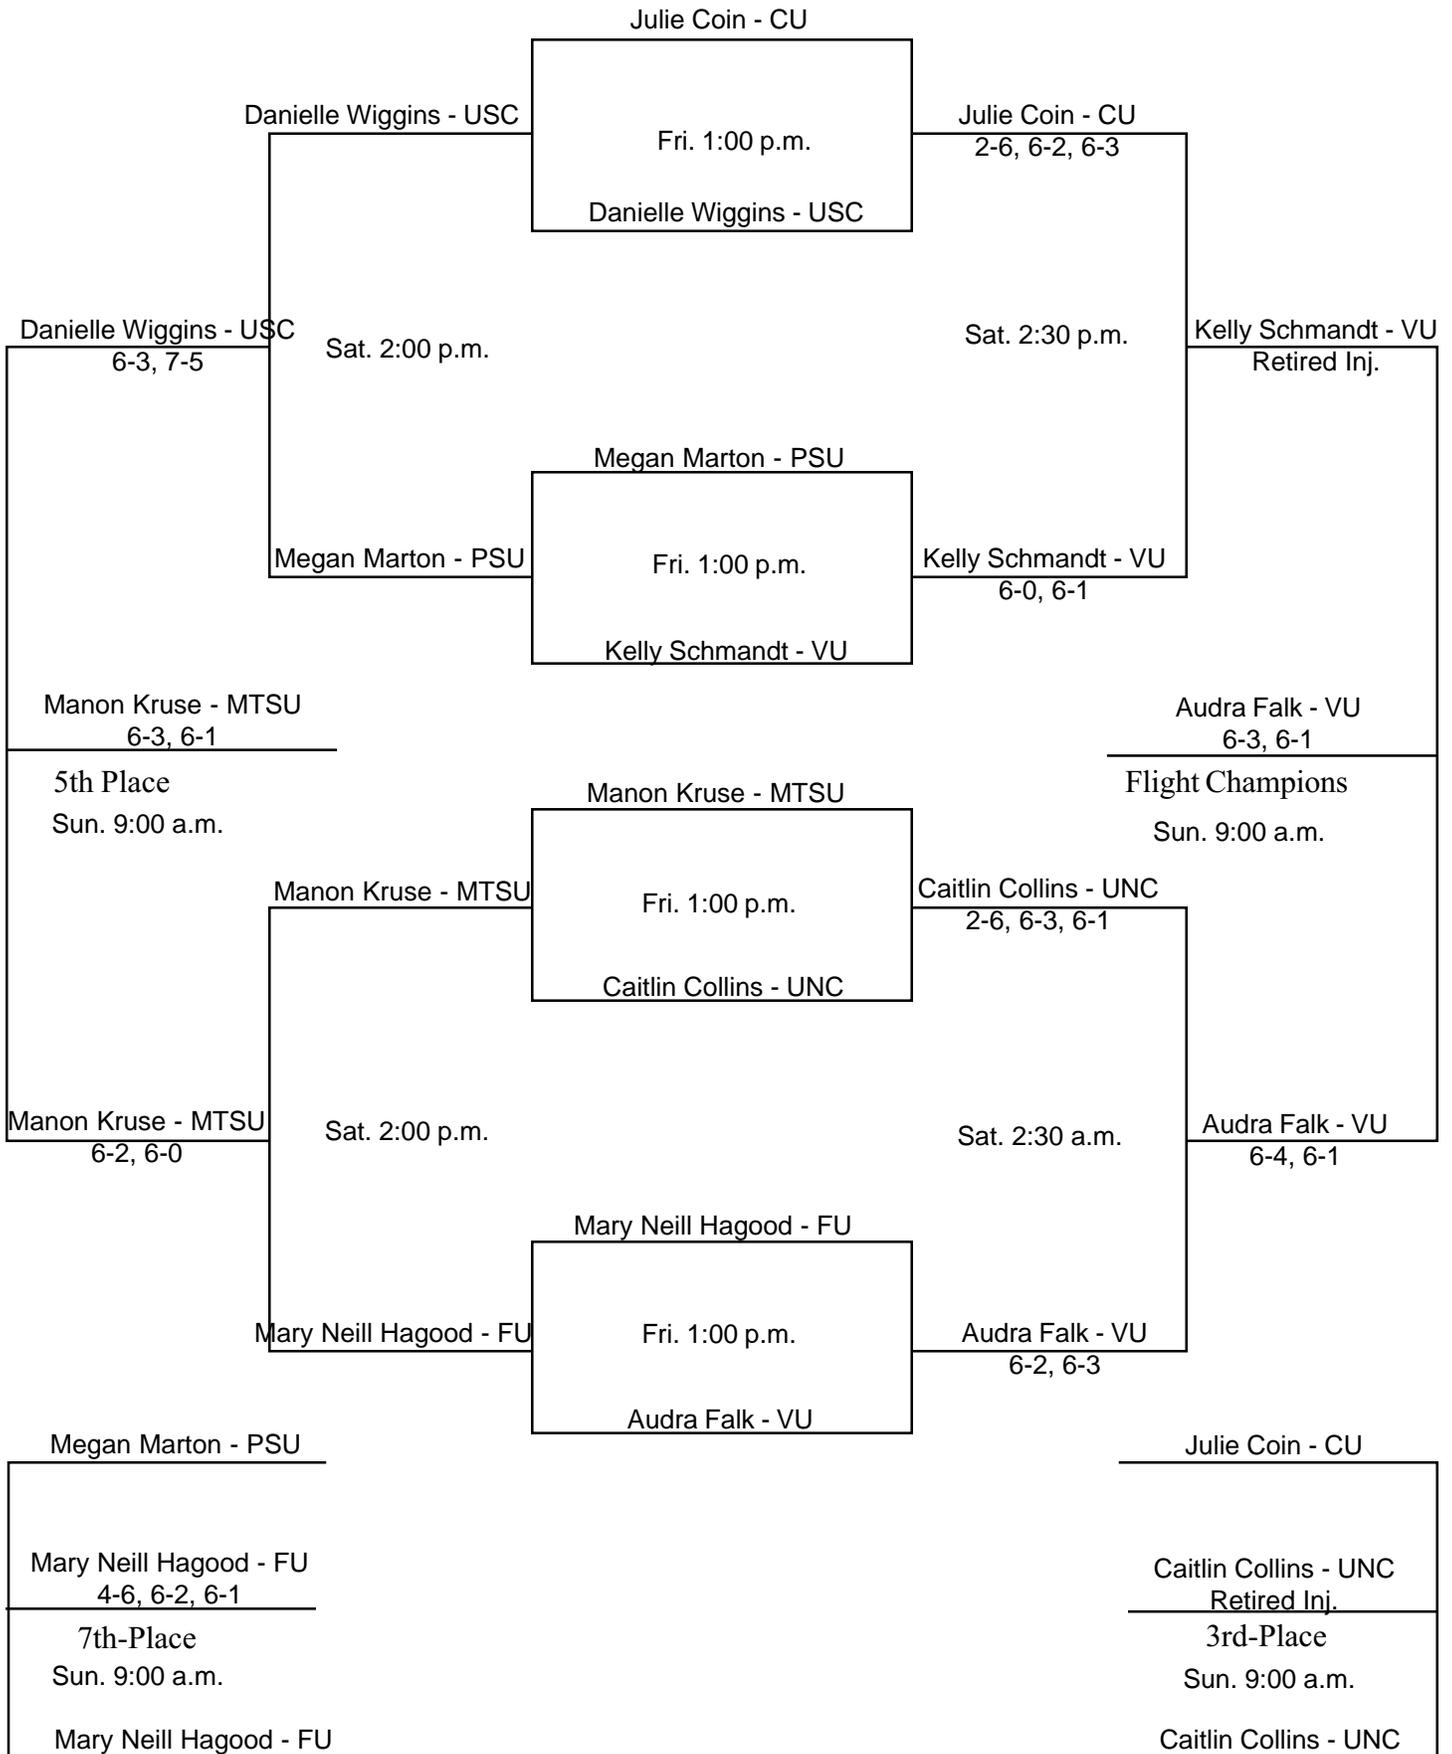 Julie Coin - CU
Danielle Wiggins - USC
Fri. 1:00 p.m.
Julie Coin - CU
2-6, 6-2, 6-3
Danielle Wiggins - USC
Danielle Wiggins - USC
6-3, 7-5
Sat. 2:00 p.m.
Sat. 2:30 p.m.
Kelly Schmandt - VU
Retired Inj.
Megan Marton - PSU
Megan Marton - PSU
Fri. 1:00 p.m.
Kelly Schmandt - VU
6-0, 6-1
Kelly Schmandt - VU
Manon Kruse - MTSU
6-3, 6-1
5th Place
Sun. 9:00 a.m.
Audra Falk - VU
6-3, 6-1
Flight Champions
Sun. 9:00 a.m.
Manon Kruse - MTSU
Manon Kruse - MTSU
Fri. 1:00 p.m.
Caitlin Collins - UNC
2-6, 6-3, 6-1
Caitlin Collins - UNC
Manon Kruse - MTSU
6-2, 6-0
Sat. 2:00 p.m.
Sat. 2:30 a.m.
Audra Falk - VU
6-4, 6-1
Mary Neill Hagood - FU
Mary Neill Hagood - FU
Fri. 1:00 p.m.
Audra Falk - VU
6-2, 6-3
Audra Falk - VU
Megan Marton - PSU
Mary Neill Hagood - FU
4-6, 6-2, 6-1
7th-Place
Sun. 9:00 a.m.
Mary Neill Hagood - FU
Julie Coin - CU
Caitlin Collins - UNC
Retired Inj.
3rd-Place
Sun. 9:00 a.m.
Caitlin Collins - UNC